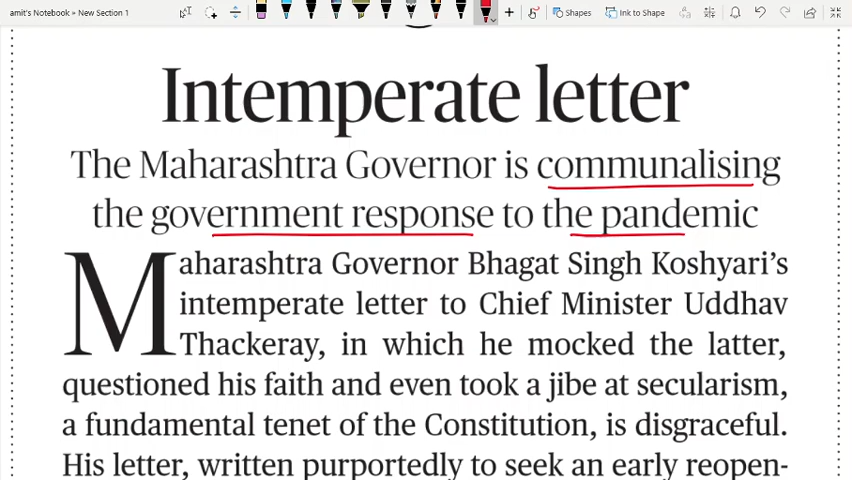 amit's Notebook » New Section 1
Shapes
Ink to Shape
Intemperate letter
The Maharashtra Governor is communalising
the government response to the pandemic
Maharashtra Governor Bhagat Singh Koshyari's
intemperate letter to Chief Minister Uddhav
Thackeray, in which he mocked the latter,
questioned his faith and even took a jibe at secularism,
a fundamental tenet of the Constitution, is disgraceful.
His letter, written purportedly to seek an early reopen-